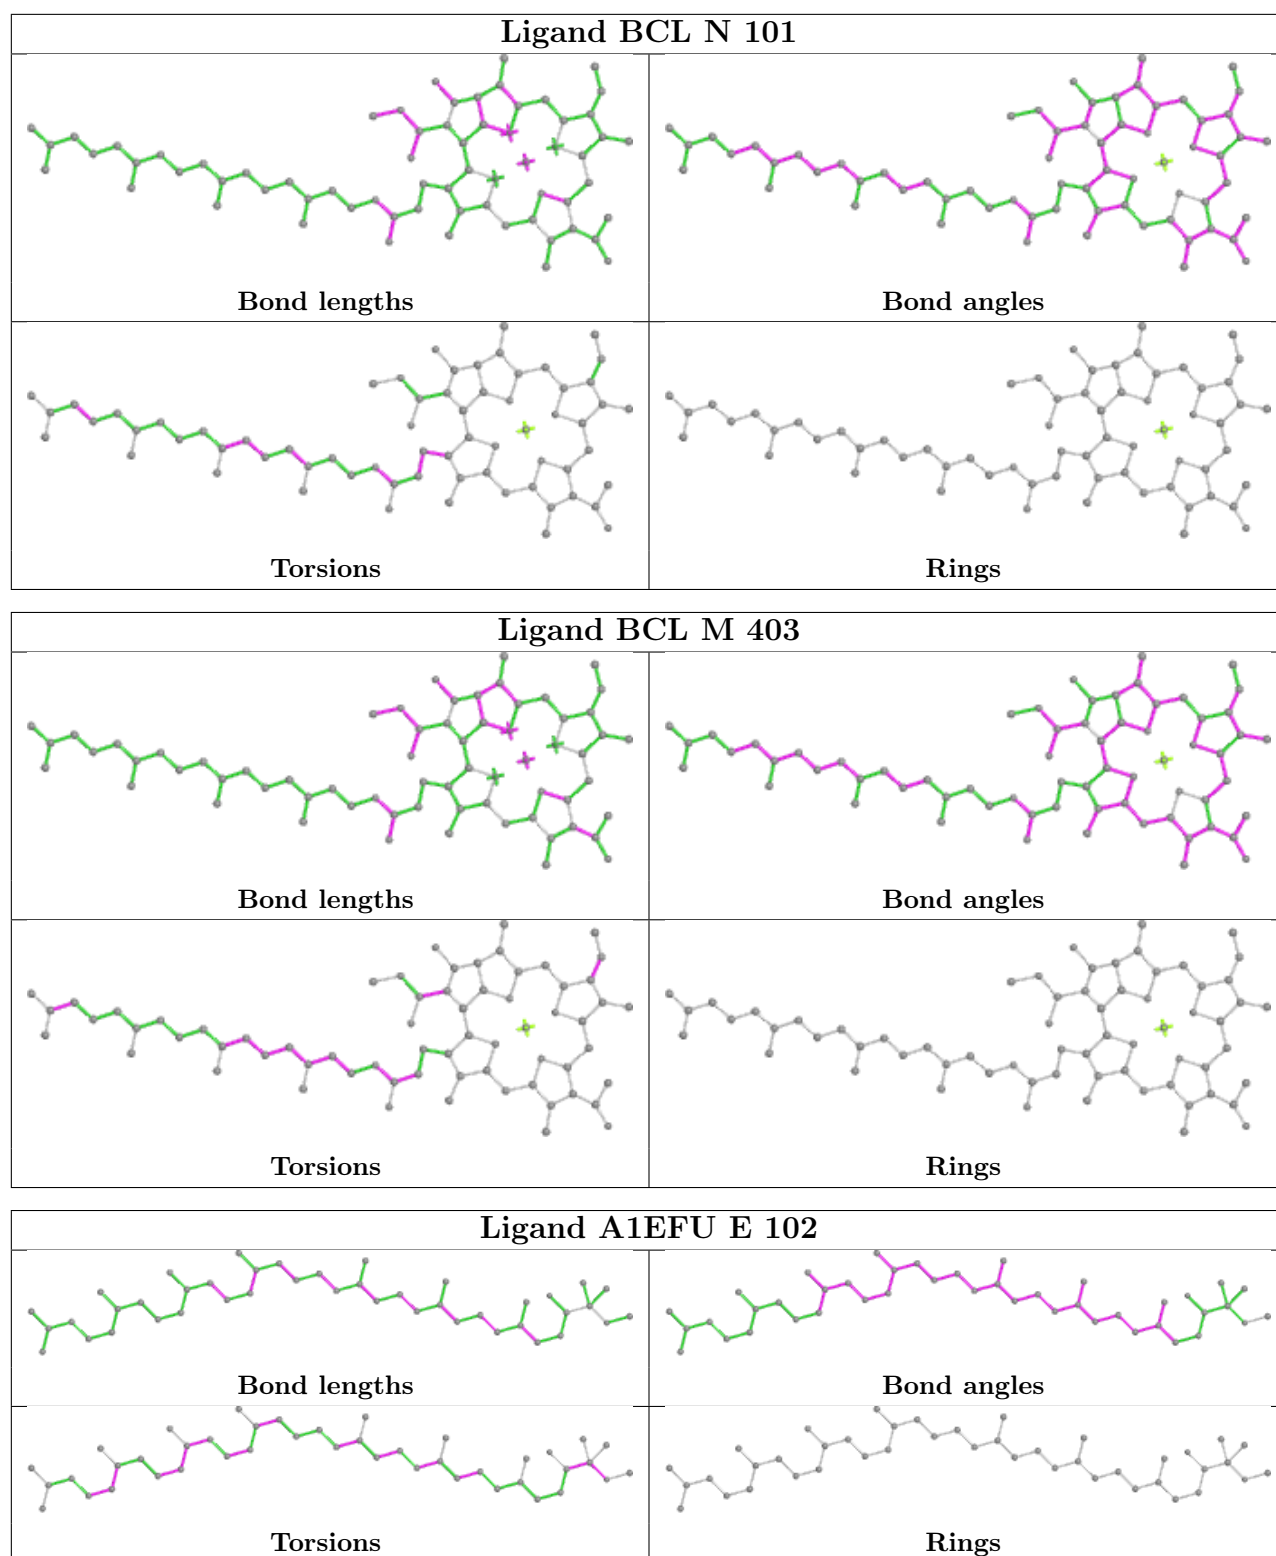 Ligand BCL N 101
Bond lengths
Bond angles
Torsions
Rings
Ligand BCL M 403
Bond lengths
Bond angles
Torsions
Rings
Ligand A1EFU E 102
Bond lengths
Bond angles
Torsions
Rings